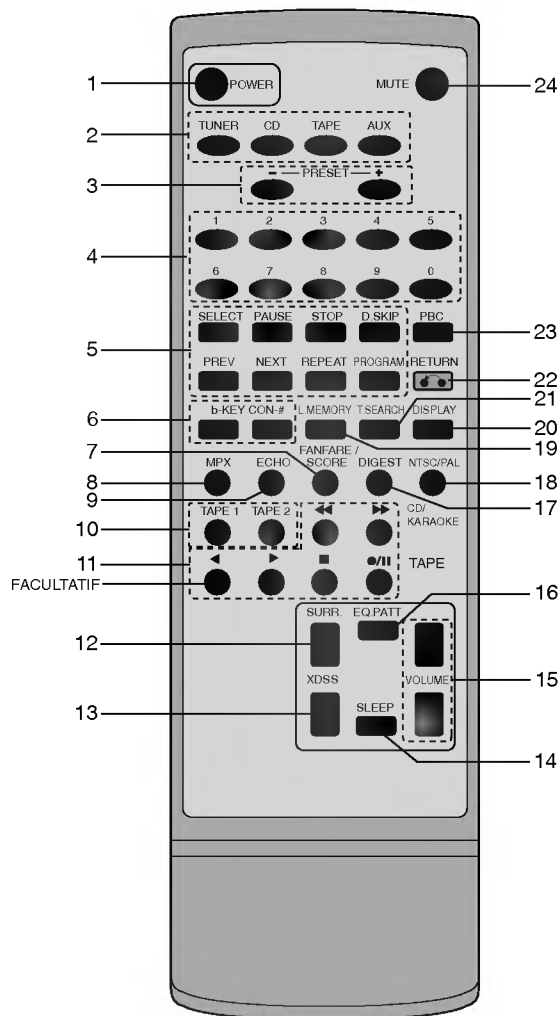 1 POWER MUTE 24
TUNER CD TAPE AUX
2
3 - PRESET +
1 2 3 4 5
4
6 7 8 9 0
SELECT PAUSE STOP D.SKIP PBC
23
5
PREV NEXT REPEAT PROGRAM RETURN
22
21
6 b-KEY CON-# L.MEMORY T.SEARCH DISPLAY
20
19
7 FANFARE /
8 MPX ECHO SCORE DIGEST NTSC/PAL 18
9 17
10 TAPE 1 TAPE 2 ◀◀ ▶▶ CD/
KARAOKE
11 ◀ ▶ ■ ●/II TAPE
FACULTATIF
SURR. EQ.PATT 16
12
XDSS VOLUME 15
13 SLEEP
14